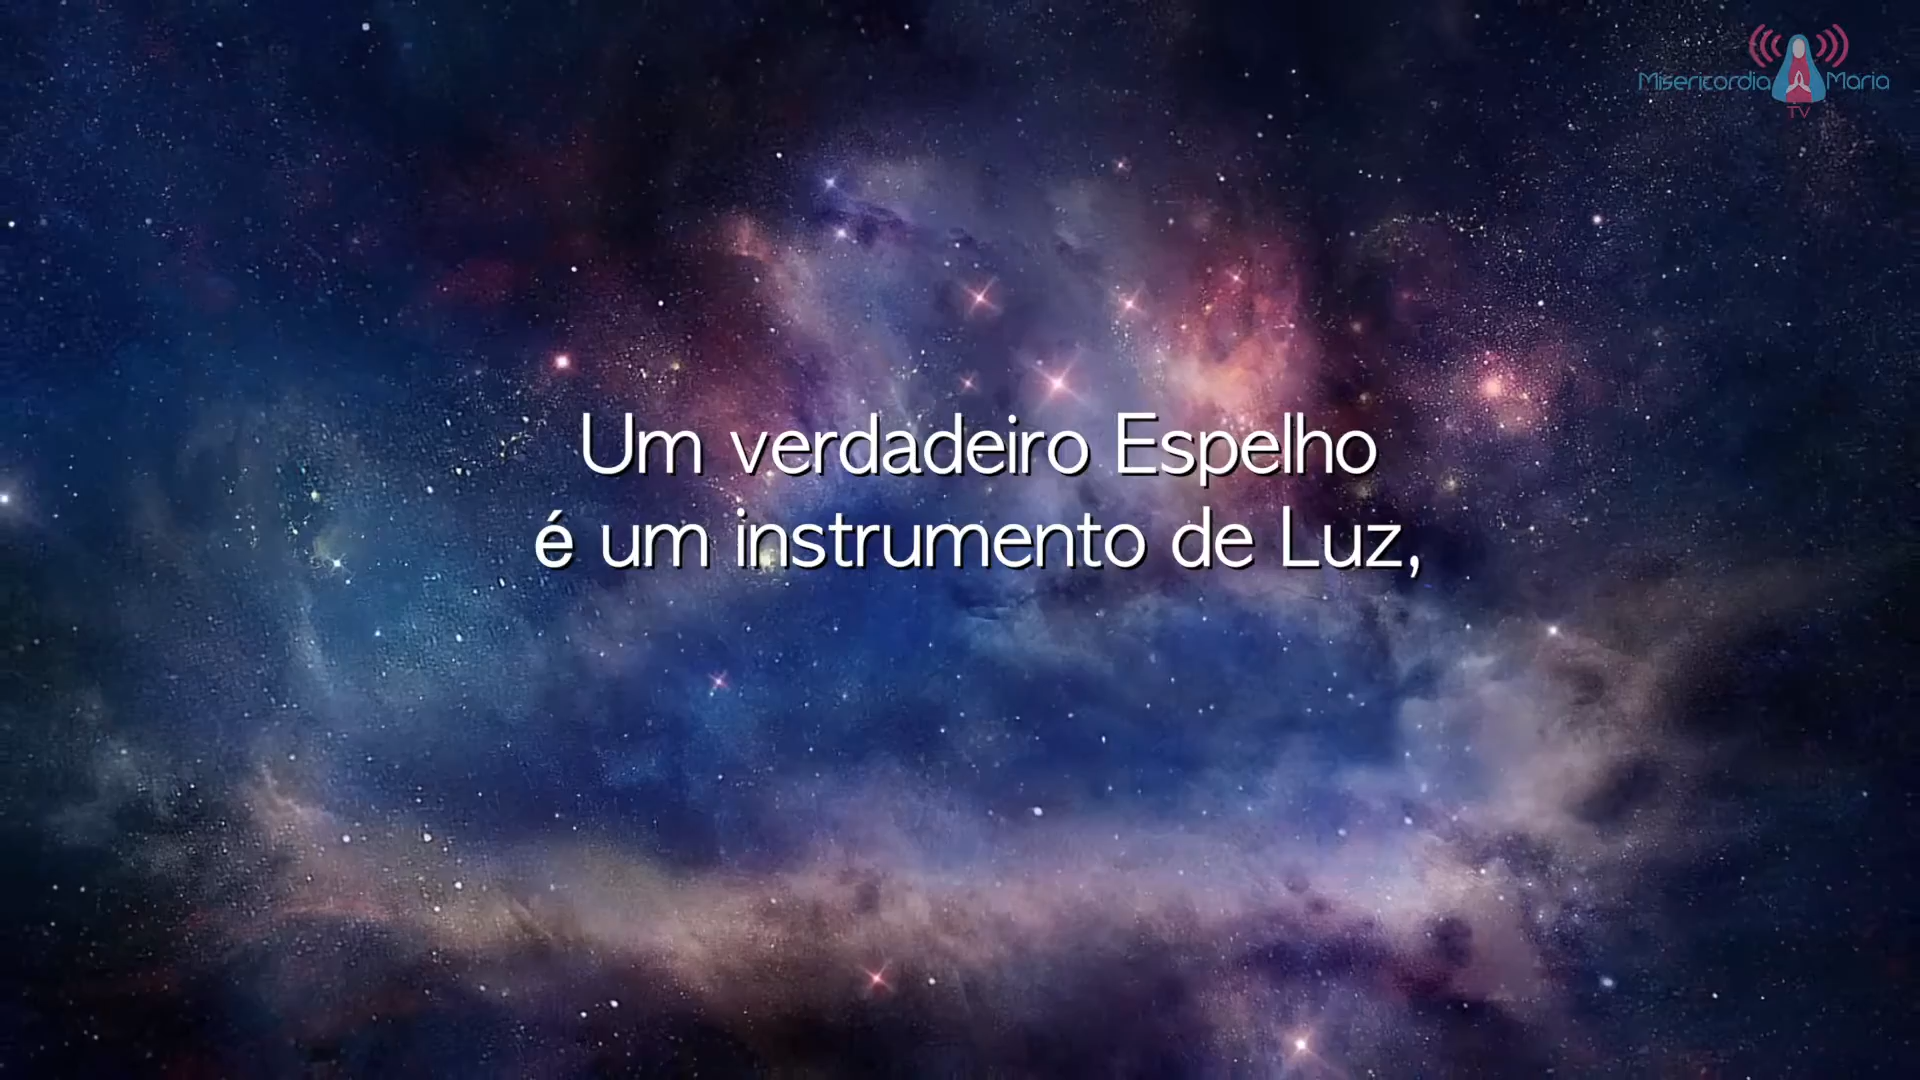 Misericordia Maria
TV
Um verdadeiro Espelho
é um instrumento de Luz,